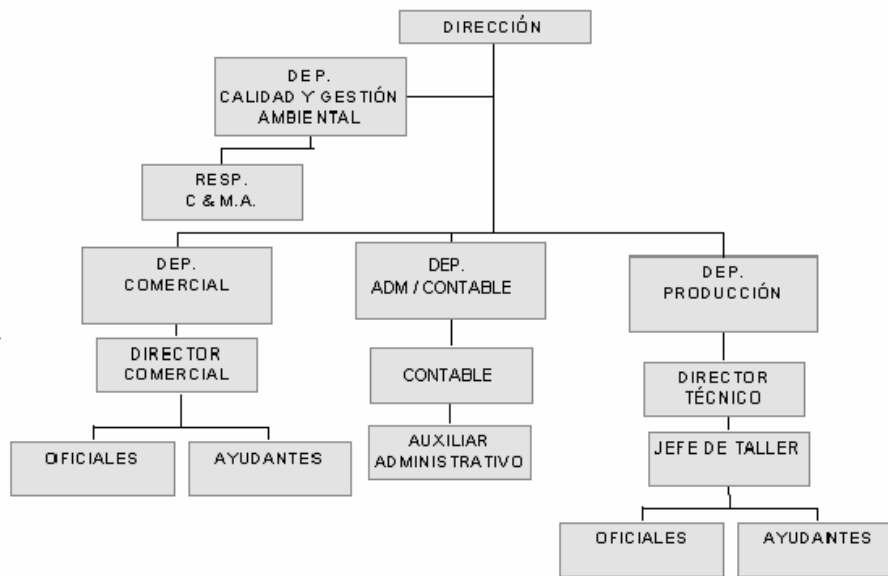 DIRECCIÓN
DEP.
CALIDAD Y GESTIÓN
AMBIENTAL
RESP.
C & M.A.
DEP.
COMERCIAL
DEP.
ADM / CONTABLE
DEP.
PRODUCCIÓN
DIRECTOR
COMERCIAL
CONTABLE
DIRECTOR
TÉCNICO
OFICIALES
AYUDANTES
AUXILIAR
ADMINISTRATIVO
JEFE DE TALLER
OFICIALES
AYUDANTES